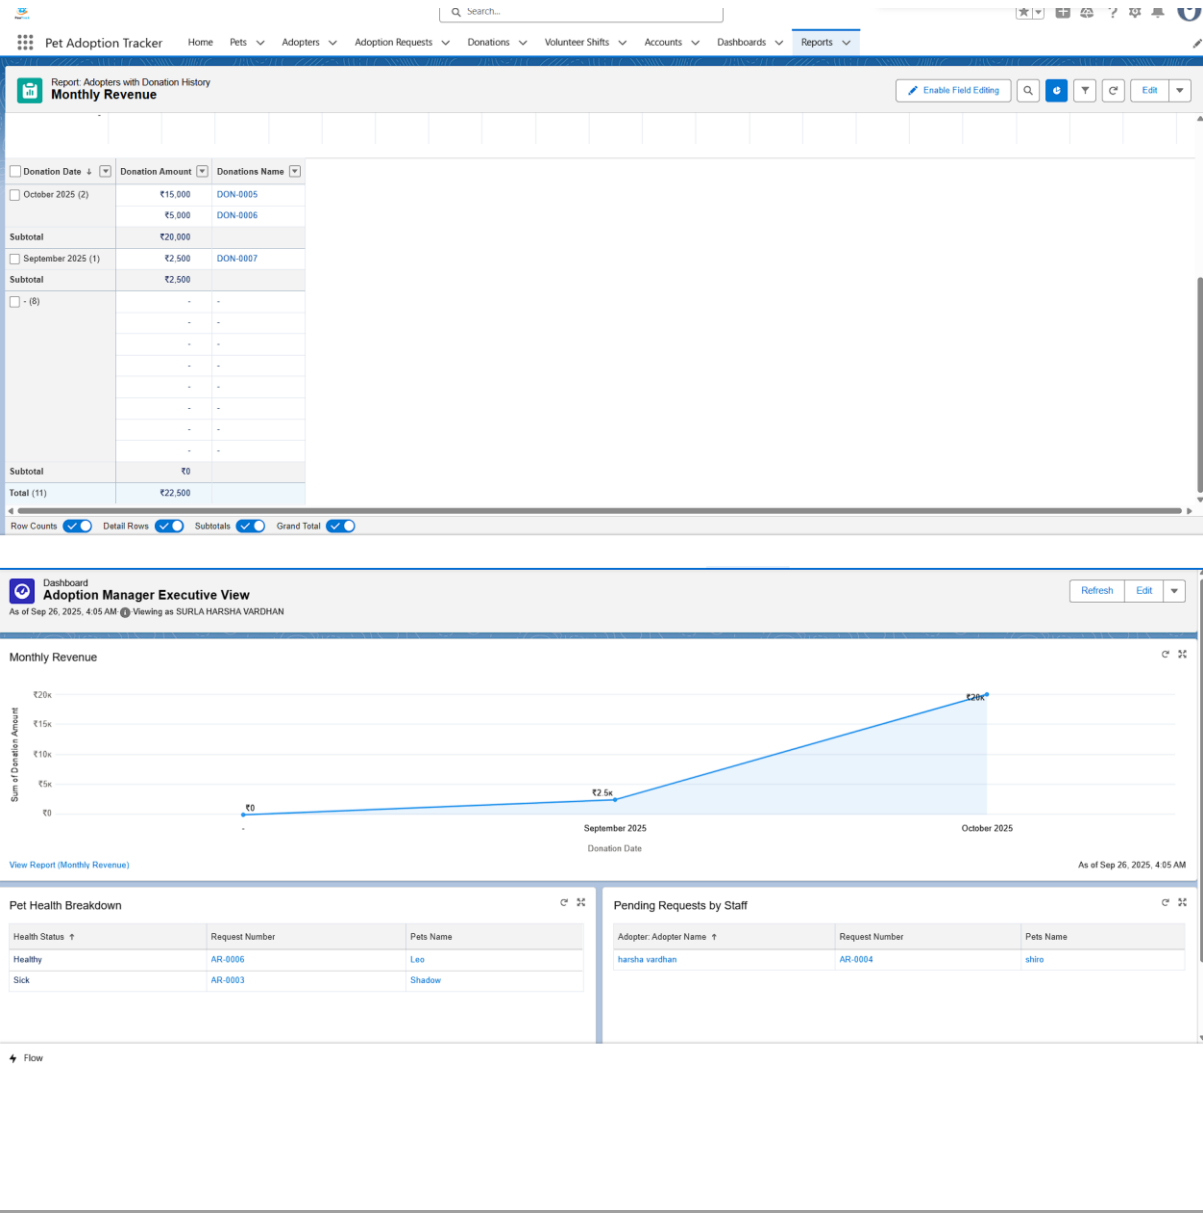 Search...
Pet Adoption Tracker Home Pets Adopters Adoption Requests Donations Volunteer Shifts Accounts Dashboards Reports
Report: Adopters with Donation History
Monthly Revenue
Enable Field Editing Edit
-
Donation Date ↓ Donation Amount Donations Name
October 2025 (2) ₹15,000 DON-0005
₹5,000 DON-0006
Subtotal ₹20,000
September 2025 (1) ₹2,500 DON-0007
Subtotal ₹2,500
- (8) - -
- -
- -
- -
- -
- -
- -
- -
Subtotal ₹0
Total (11) ₹22,500
Row Counts Detail Rows Subtotals Grand Total
Dashboard
Adoption Manager Executive View
As of Sep 26, 2025, 4:05 AM Viewing as SURLA HARSHA VARDHAN
Refresh Edit
Monthly Revenue
Sum of Donation Amount
₹20K
₹15K
₹10K
₹5K
₹0
₹0
₹2.5K
₹20K
- September 2025 October 2025
Donation Date
View Report (Monthly Revenue) As of Sep 26, 2025, 4:05 AM
Pet Health Breakdown
Health Status ↑ Request Number Pets Name
Healthy AR-0006 Leo
Sick AR-0003 Shadow
Pending Requests by Staff
Adopter: Adopter Name ↑ Request Number Pets Name
harsha vardhan AR-0004 shiro
Flow